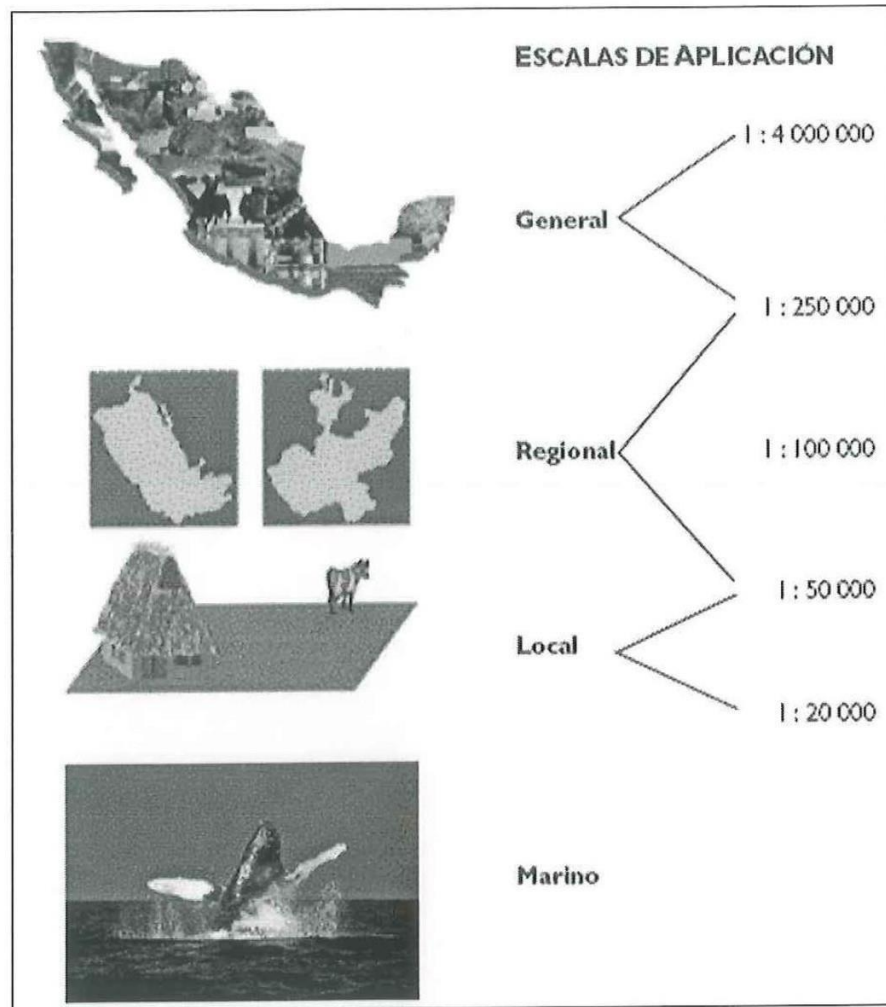 ESCALAS DE APLICACIÓN
1 : 4 000 000
General
1 : 250 000
Regional
1 : 100 000
1 : 50 000
Local
1 : 20 000
Marino